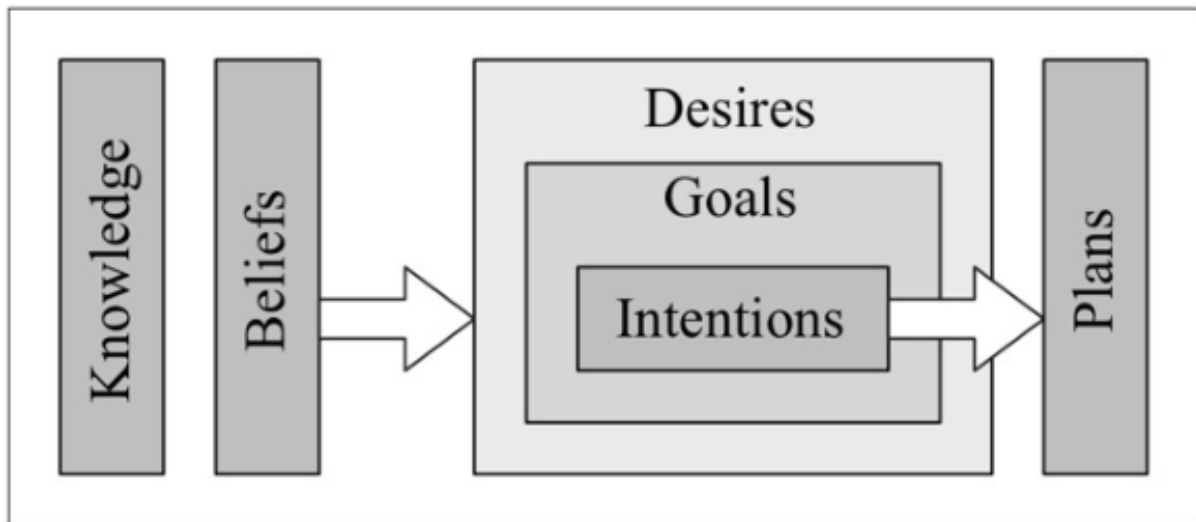 Knowledge
Beliefs
Desires
Goals
Intentions
Plans